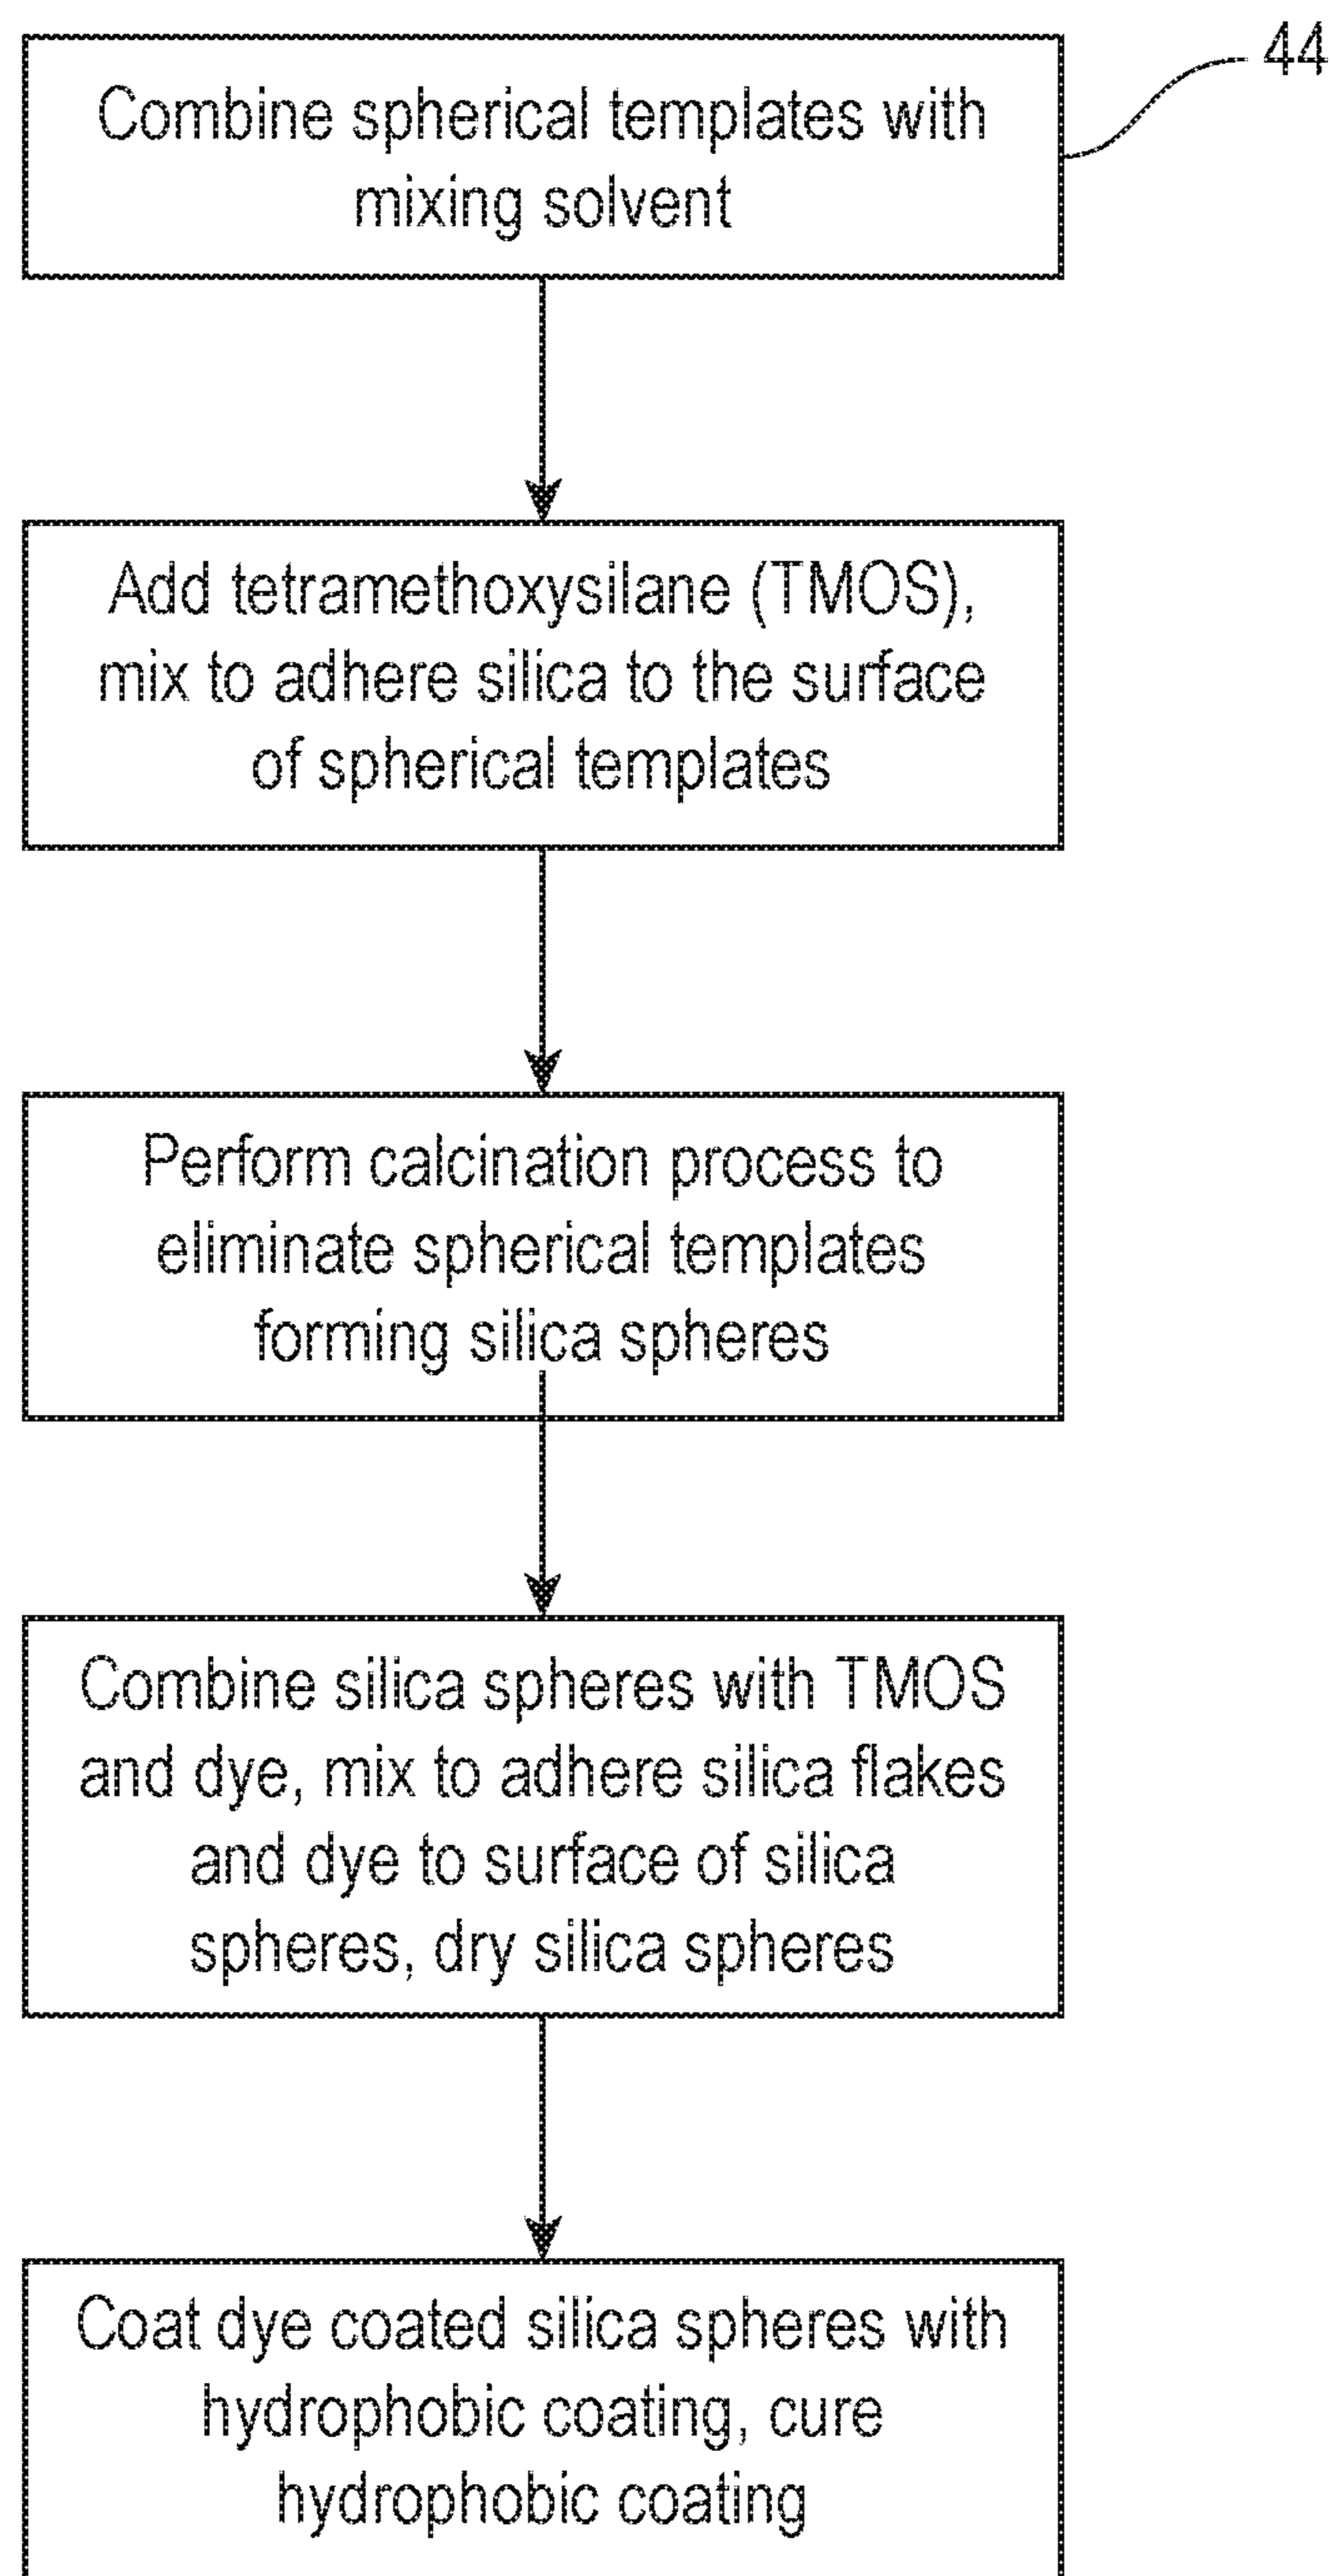 44
Combine spherical templates with
mixing solvent
Add tetramethoxysilane (TMOS),
mix to adhere silica to the surface
of spherical templates
Perform calcination process to
eliminate spherical templates
forming silica spheres
Combine silica spheres with TMOS
and dye, mix to adhere silica flakes
and dye to surface of silica
spheres, dry silica spheres
Coat dye coated silica spheres with
hydrophobic coating, cure
hydrophobic coating